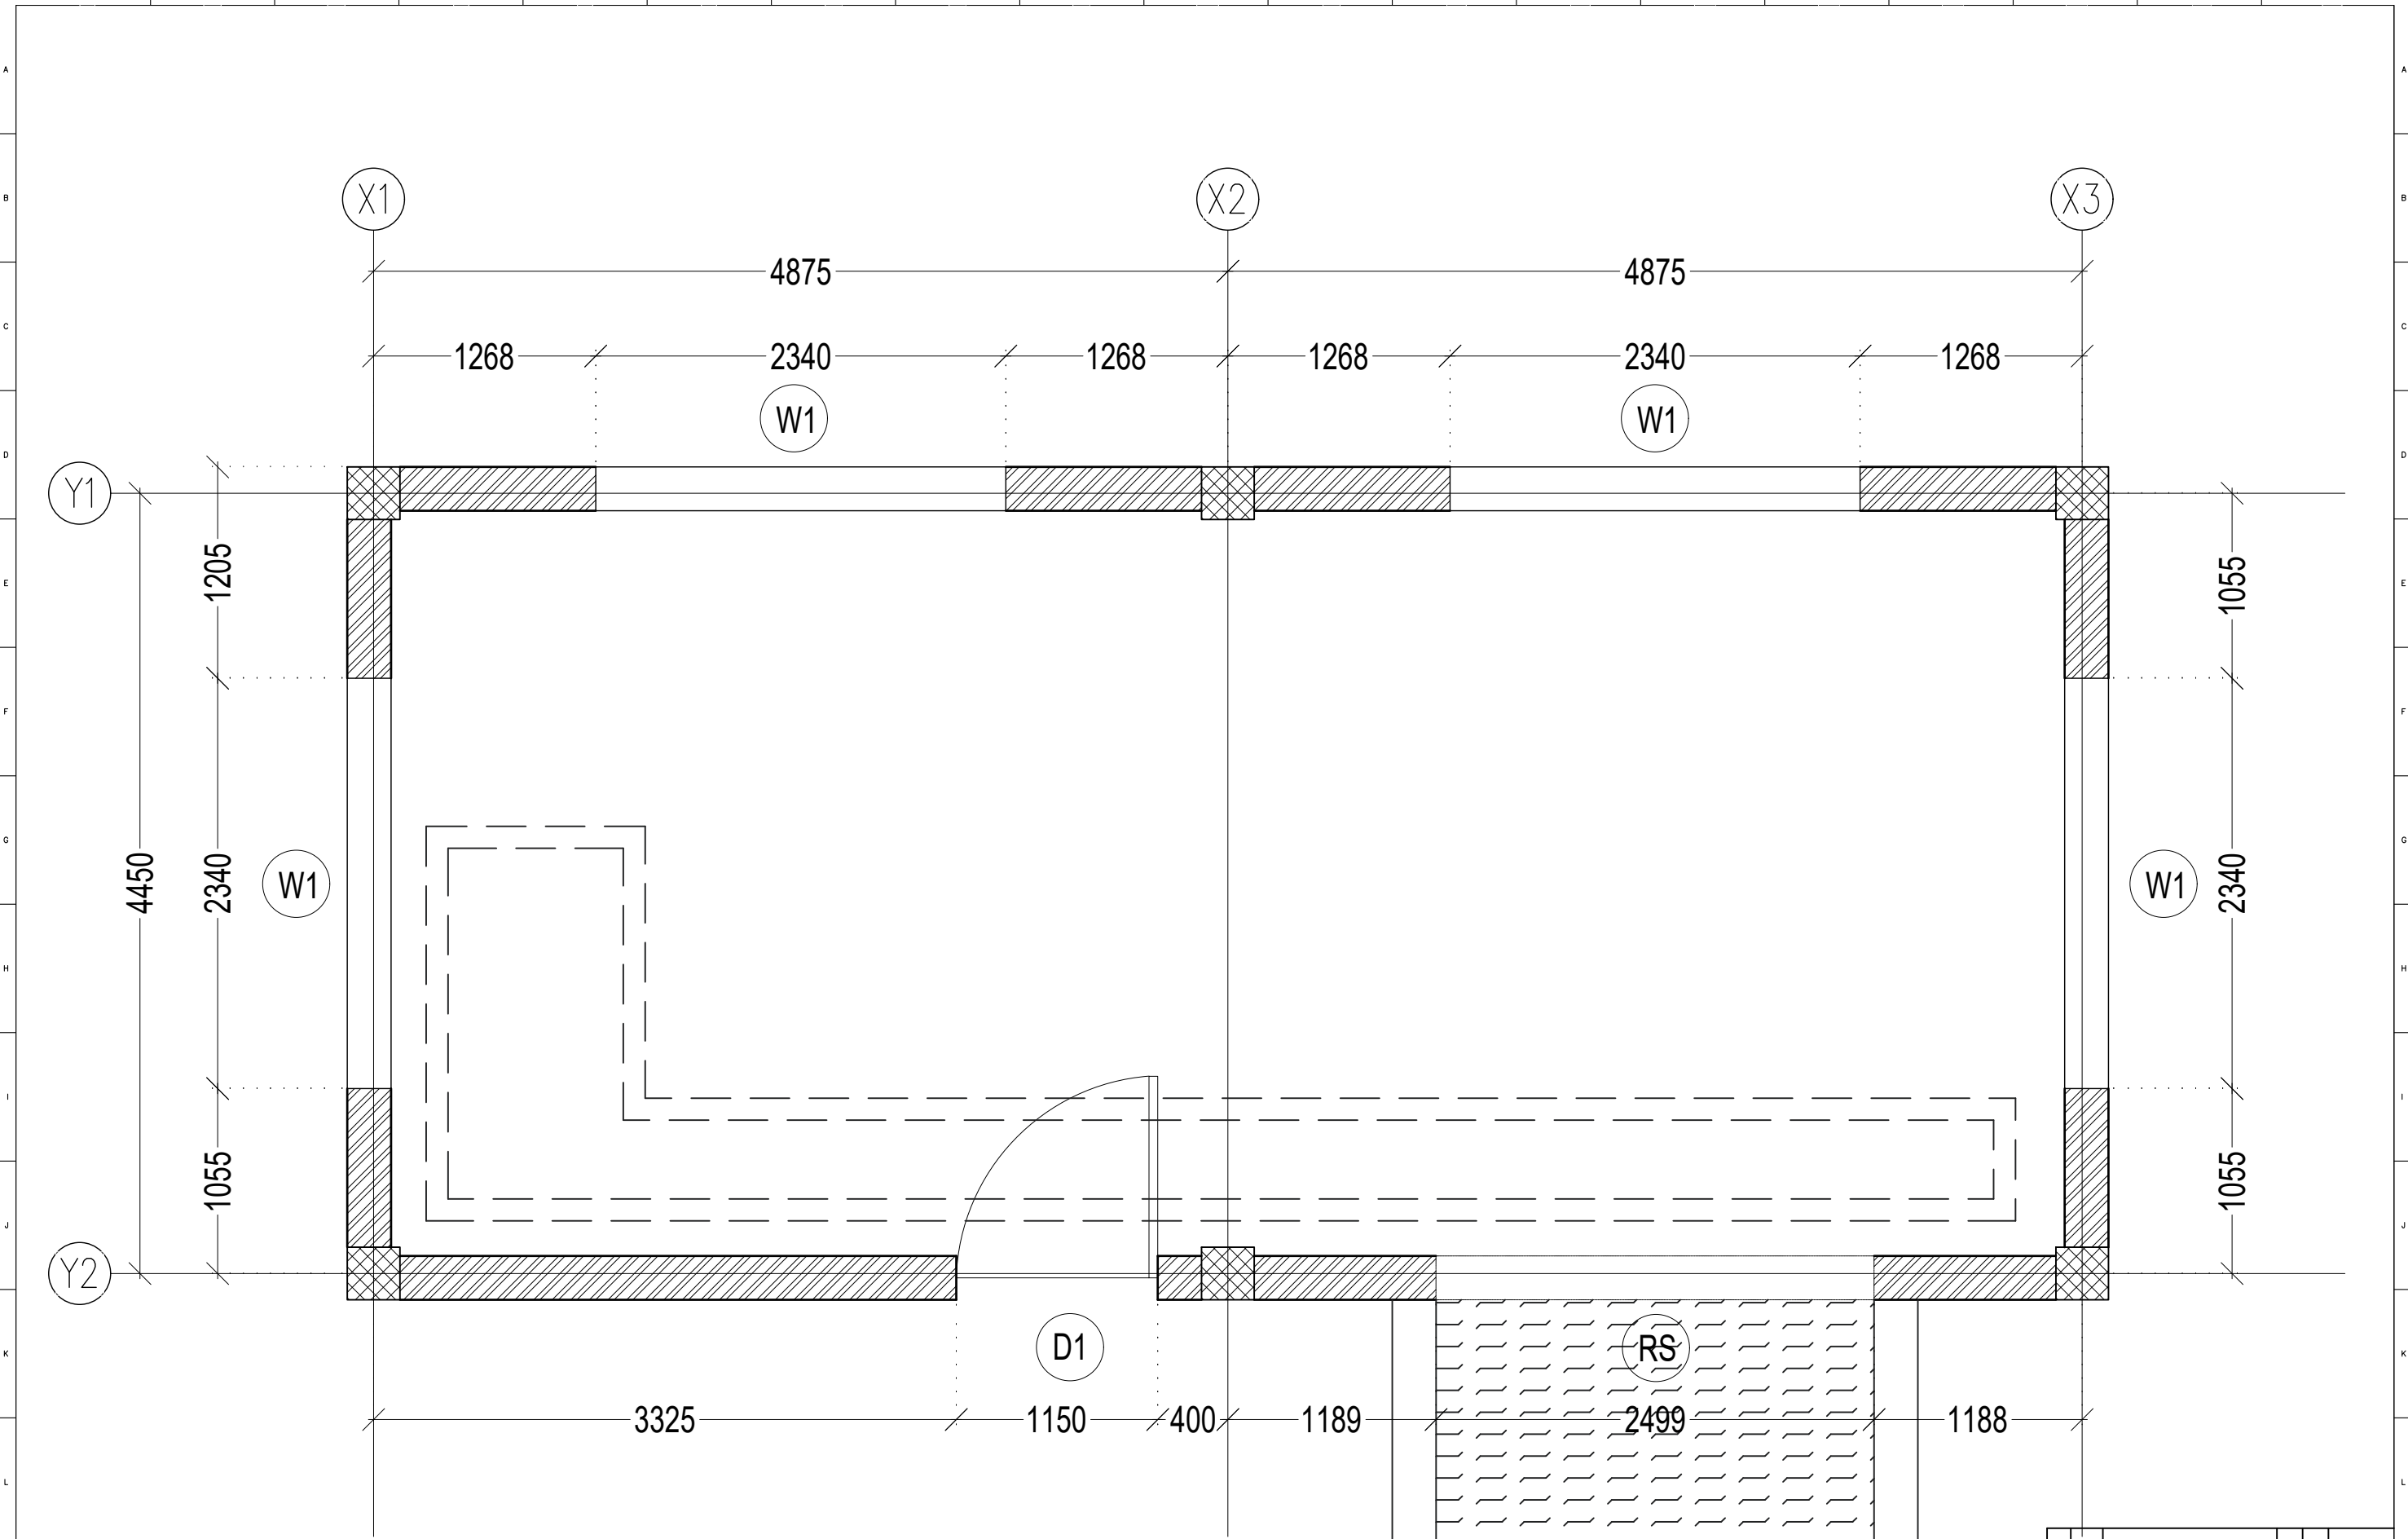 A A
B B
X1 X2 X3
4875 4875
C C
1268 2340 1268 1268 2340 1268
W1 W1
D D
Y1
1205 1055
E E
F F
G G
4450 2340 W1 W1 2340
H H
I I
1055 1055
J J
Y2
D1 RS
K K
3325 1150 400 1189 2499 1188
L L